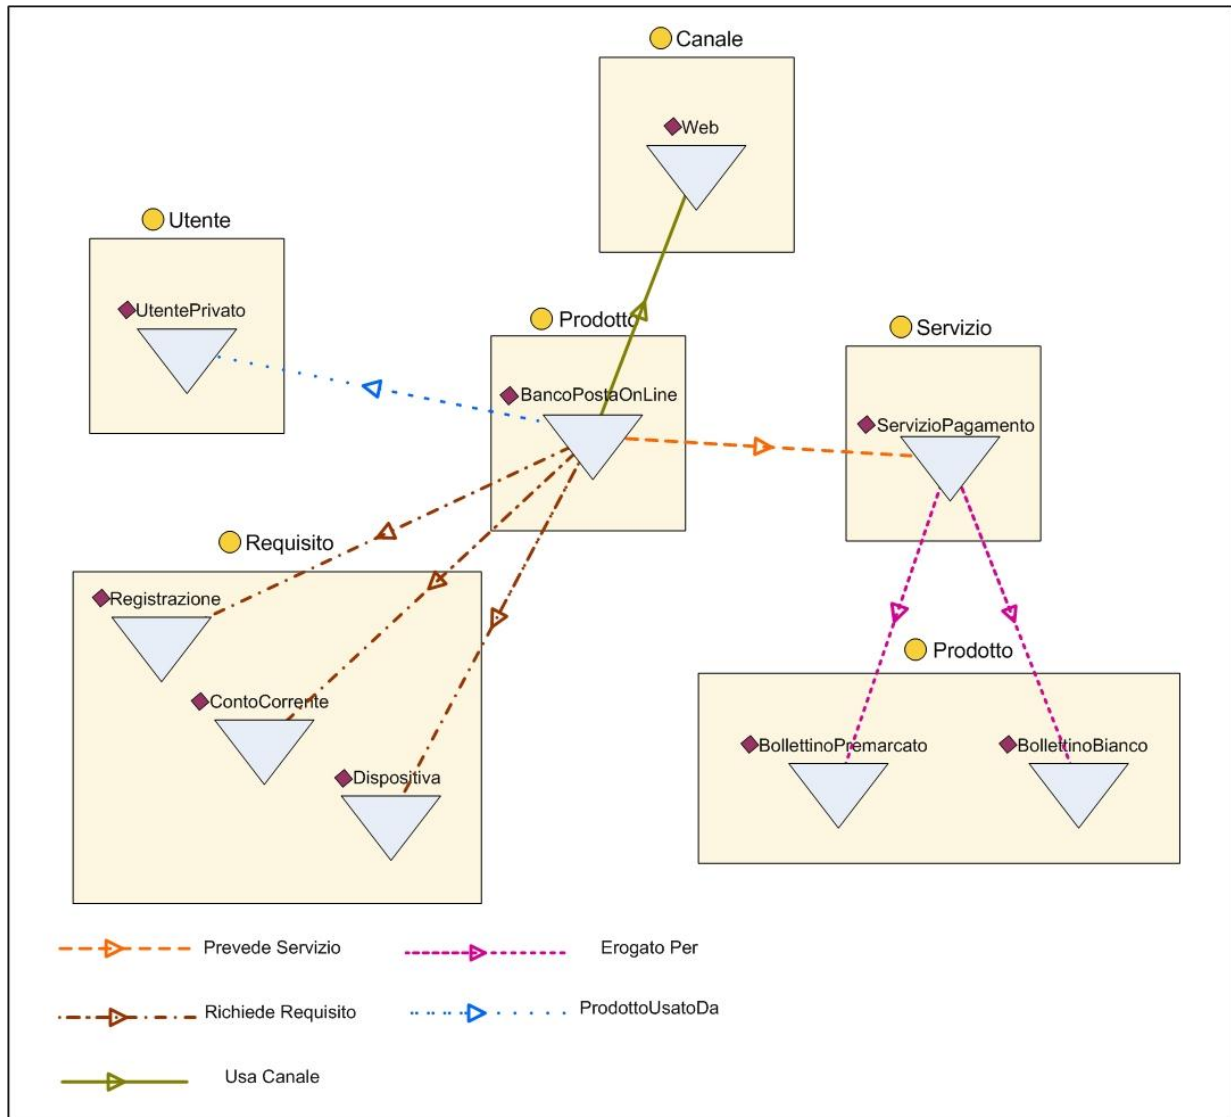 Canale
Web
Utente
UtentePrivato
Prodotto
BancoPostaOnLine
Servizio
ServizioPagamento
Requisito
Registrazione
ContoCorrente
Dispositiva
Prodotto
BollettinoPremarcato
BollettinoBianco
Prevede Servizio
Erogato Per
Richiede Requisito
ProdottoUsatoDa
Usa Canale